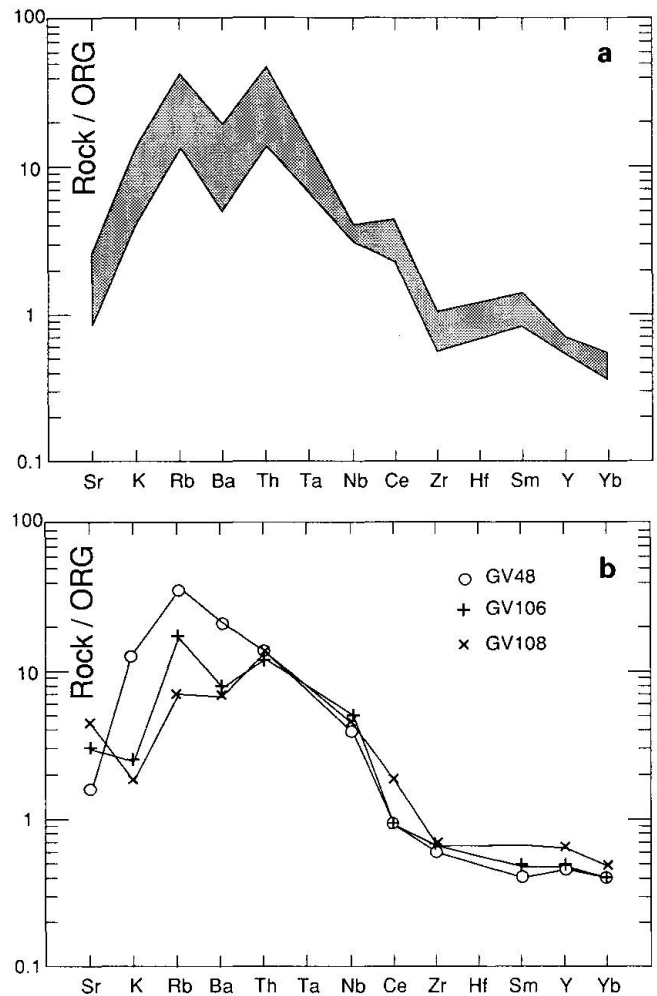 100
a
Rock / ORG
10
1
0.1
Sr K Rb Ba Th Ta Nb Ce Zr Hf Sm Y Yb
100
b
Rock / ORG
GV48
GV106
GV108
10
1
0.1
Sr K Rb Ba Th Ta Nb Ce Zr Hf Sm Y Yb